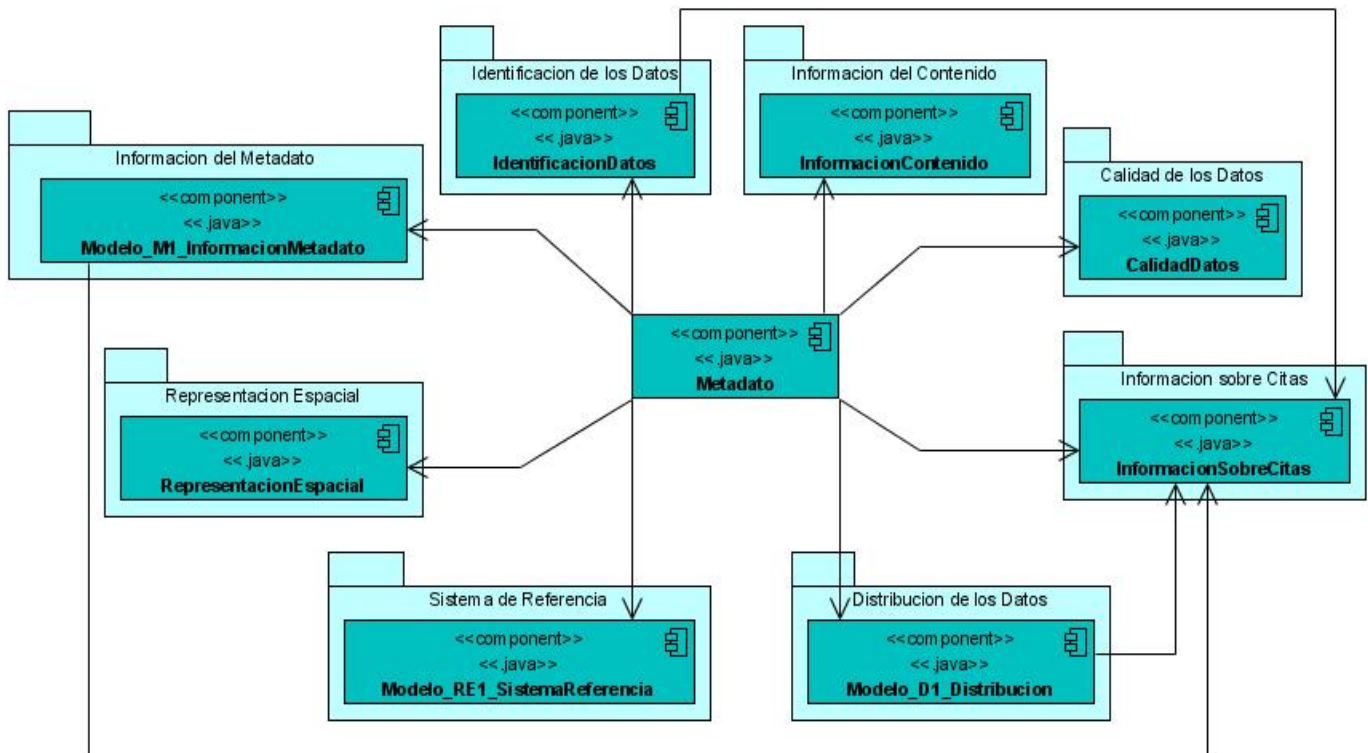 Identificacion de los Datos
<<component>>
<<.java>>
IdentificacionDatos
Informacion del Contenido
<<component>>
<<.java>>
InformacionContenido
Informacion del Metadato
<<component>>
<<.java>>
Modelo_M1_InformacionMetadato
Calidad de los Datos
<<component>>
<<.java>>
CalidadDatos
<<component>>
<<.java>>
Metadato
Representacion Espacial
<<component>>
<<.java>>
RepresentacionEspacial
Informacion sobre Citas
<<component>>
<<.java>>
InformacionSobreCitas
Sistema de Referencia
<<component>>
<<.java>>
Modelo_RE1_SistemaReferencia
Distribucion de los Datos
<<component>>
<<.java>>
Modelo_D1_Distribucion